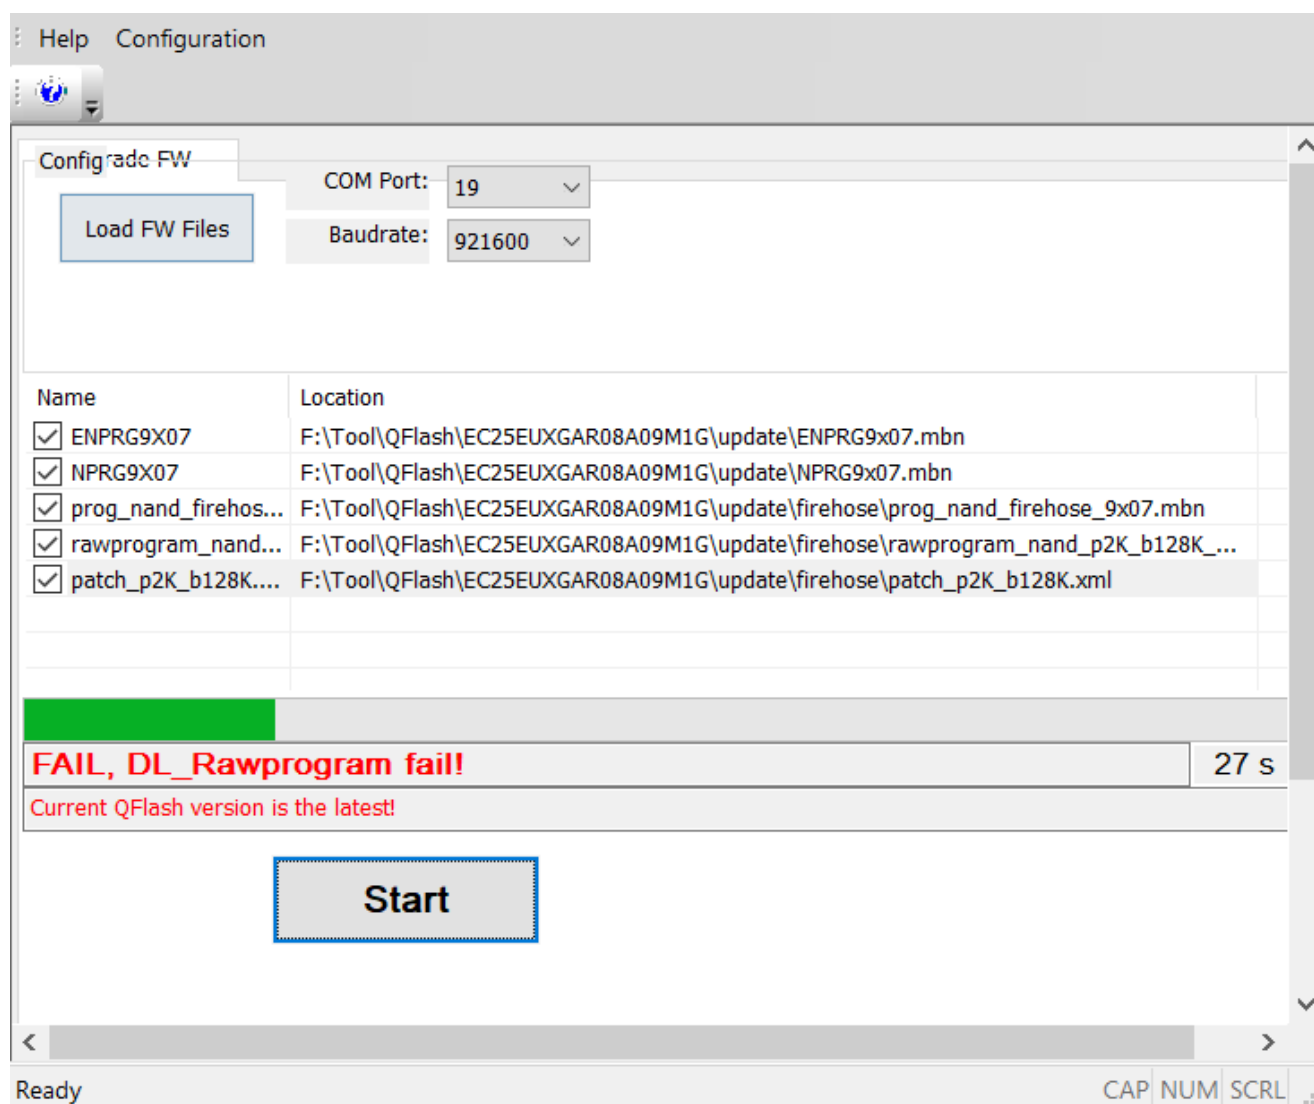 Help Configuration
Configrade FW
COM Port: 19
Load FW Files
Baudrate: 921600
Name Location
ENPRG9X07 F:\Tool\QFlash\EC25EUXGAR08A09M1G\update\ENPRG9x07.mbn
NPRG9X07 F:\Tool\QFlash\EC25EUXGAR08A09M1G\update\NPRG9x07.mbn
prog_nand_firehos... F:\Tool\QFlash\EC25EUXGAR08A09M1G\update\firehose\prog_nand_firehose_9x07.mbn
rawprogram_nand... F:\Tool\QFlash\EC25EUXGAR08A09M1G\update\firehose\rawprogram_nand_p2K_b128K_...
patch_p2K_b128K.... F:\Tool\QFlash\EC25EUXGAR08A09M1G\update\firehose\patch_p2K_b128K.xml
FAIL, DL_Rawprogram fail! 27 s
Current QFlash version is the latest!
Start
Ready CAP NUM SCRL